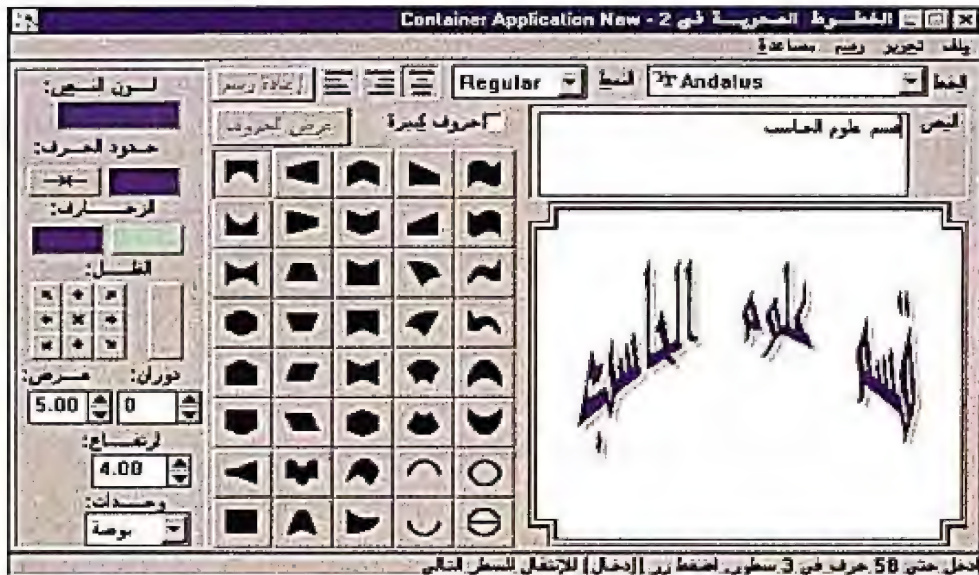 الخطوط السحرية في 2 - Container Application New
ملف تحرير رسم مساعدة
الخط
Andalus
النمط
Regular
إعادة رسم
لون النص:
النص
قسم علوم الحاسب
أحرف كبيرة
عرض الحروف
حدود الحرف:
الزخارف:
الظل:
دوران:
عرض:
0
5.00
ارتفاع:
4.00
وحدات:
بوصة
قسم علوم الحاسب
أدخل حتى 58 حرف في 3 سطور. اضغط زر [إدخال] للإنتقال للسطر التالي